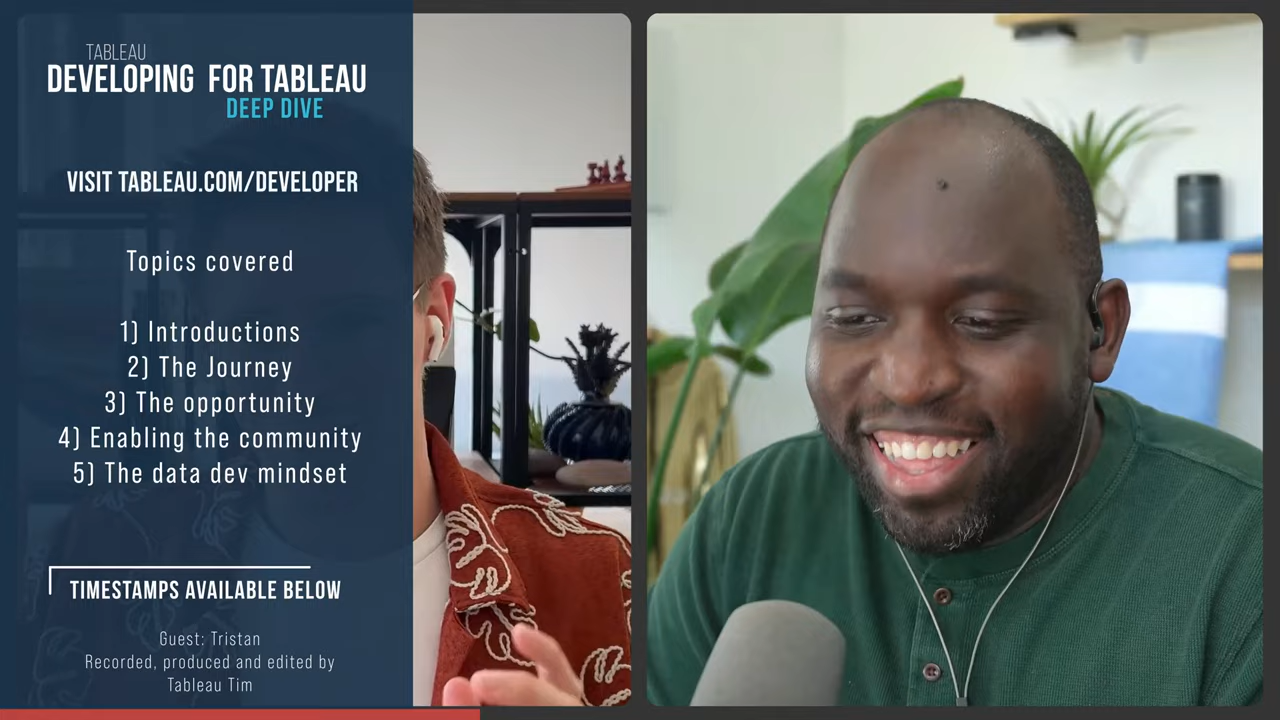 TABLEAU
DEVELOPING FOR TABLEAU
DEEP DIVE
VISIT TABLEAU.COM/DEVELOPER
Topics covered
1) Introductions
2) The Journey
3) The opportunity
4) Enabling the community
5) The data dev mindset
TIMESTAMPS AVAILABLE BELOW
Guest: Tristan
Recorded, produced and edited by
Tableau Tim